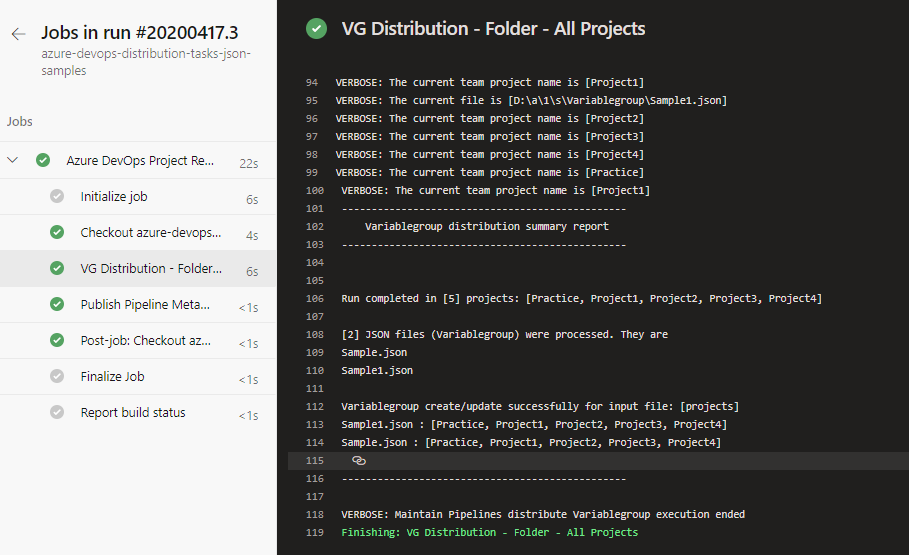 Jobs in run #20200417.3
azure-devops-distribution-tasks-json-
samples
Jobs
Azure DevOps Project Re... 22s
Initialize job 6s
Checkout azure-devops... 4s
VG Distribution - Folder... 6s
Publish Pipeline Meta... <1s
Post-job: Checkout az... <1s
Finalize Job <1s
Report build status <1s
VG Distribution - Folder - All Projects
94 VERBOSE: The current team project name is [Project1]
95 VERBOSE: The current file is [D:\a\1\s\Variablegroup\Sample1.json]
96 VERBOSE: The current team project name is [Project2]
97 VERBOSE: The current team project name is [Project3]
98 VERBOSE: The current team project name is [Project4]
99 VERBOSE: The current team project name is [Practice]
100 VERBOSE: The current team project name is [Project1]
101 ----------------------------------------------
102 Variablegroup distribution summary report
103 ----------------------------------------------
104
105
106 Run completed in [5] projects: [Practice, Project1, Project2, Project3, Project4]
107
108 [2] JSON files (Variablegroup) were processed. They are
109 Sample.json
110 Sample1.json
111
112 Variablegroup create/update successfully for input file: [projects]
113 Sample1.json : [Practice, Project1, Project2, Project3, Project4]
114 Sample.json : [Practice, Project1, Project2, Project3, Project4]
115
116 ----------------------------------------------
117
118 VERBOSE: Maintain Pipelines distribute Variablegroup execution ended
119 Finishing: VG Distribution - Folder - All Projects